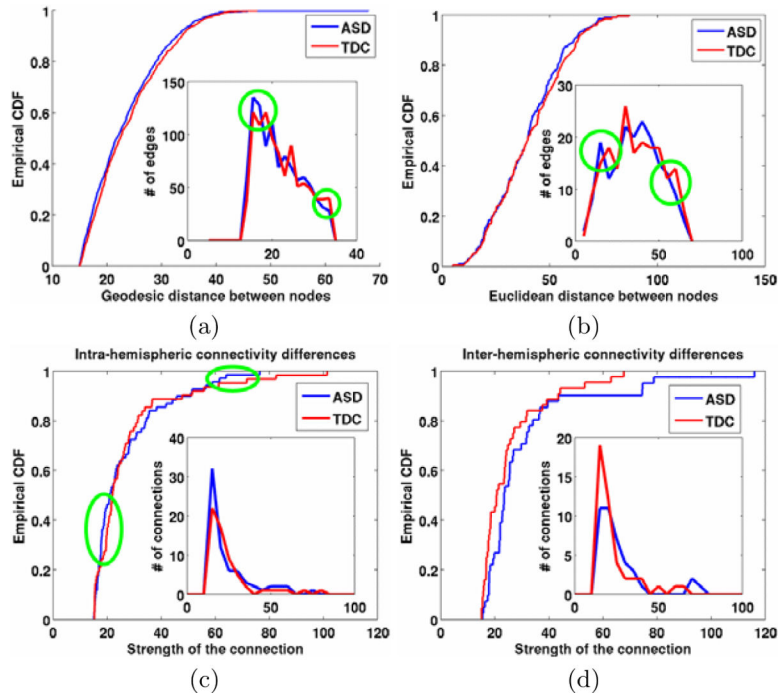 1
0.8
0.6
0.4
0.2
0
Empirical CDF
ASD
TDC
150
100
50
0
# of edges
0 20 40 60
10 20 30 40 50 60 70
Geodesic distance between nodes
(a)
1
0.8
0.6
0.4
0.2
0
Empirical CDF
ASD
TDC
30
20
10
0
# of edges
0 50 100
0 50 100 150
Euclidean distance between nodes
(b)
Intra-hemispheric connectivity differences
1
0.8
0.6
0.4
0.2
0
Empirical CDF
ASD
TDC
40
30
20
10
0
# of connections
0 50 100
0 20 40 60 80 100 120
Strength of the connection
(c)
Inter-hemispheric connectivity differences
1
0.8
0.6
0.4
0.2
0
Empirical CDF
ASD
TDC
20
15
10
5
0
# of connections
0 50 100
0 20 40 60 80 100 120
Strength of the connection
(d)